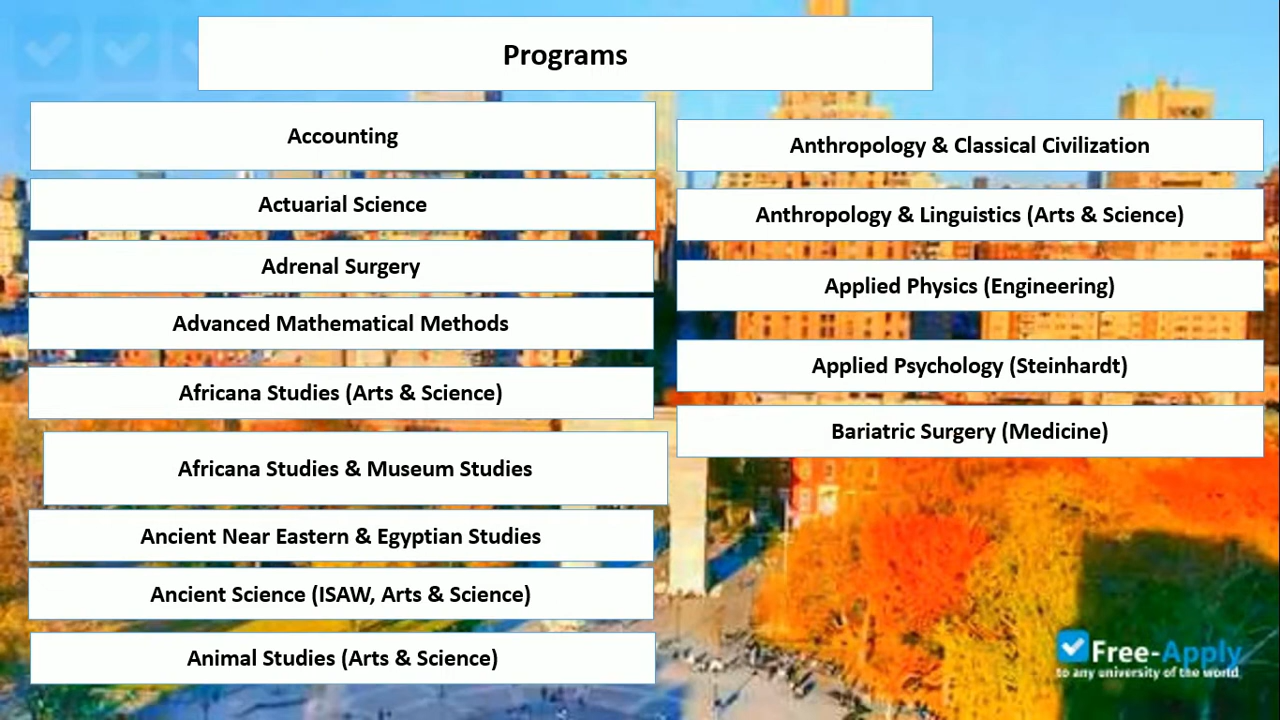 Programs
Accounting
Actuarial Science
Adrenal Surgery
Advanced Mathematical Methods
Africana Studies (Arts & Science)
Africana Studies & Museum Studies
Ancient Near Eastern & Egyptian Studies
Ancient Science (ISAW, Arts & Science)
Animal Studies (Arts & Science)
Anthropology & Classical Civilization
Anthropology & Linguistics (Arts & Science)
Applied Physics (Engineering)
Applied Psychology (Steinhardt)
Bariatric Surgery (Medicine)
Free-Apply
to any university of the world